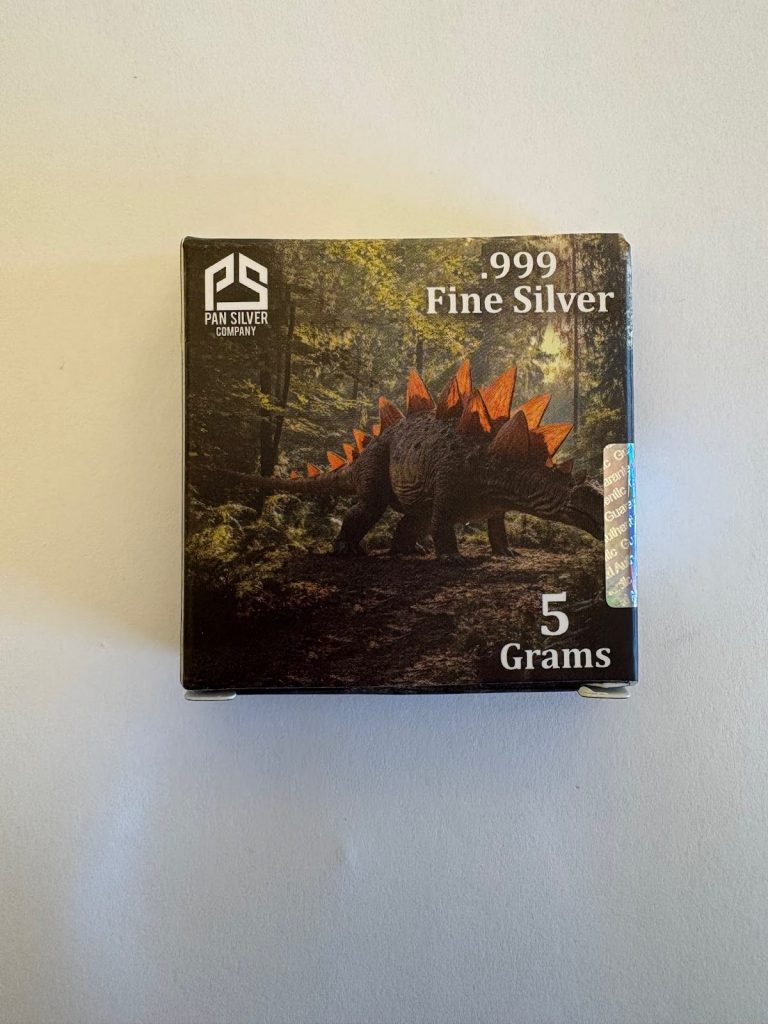 PS
PAN SILVER
COMPANY
.999
Fine Silver
5
Grams